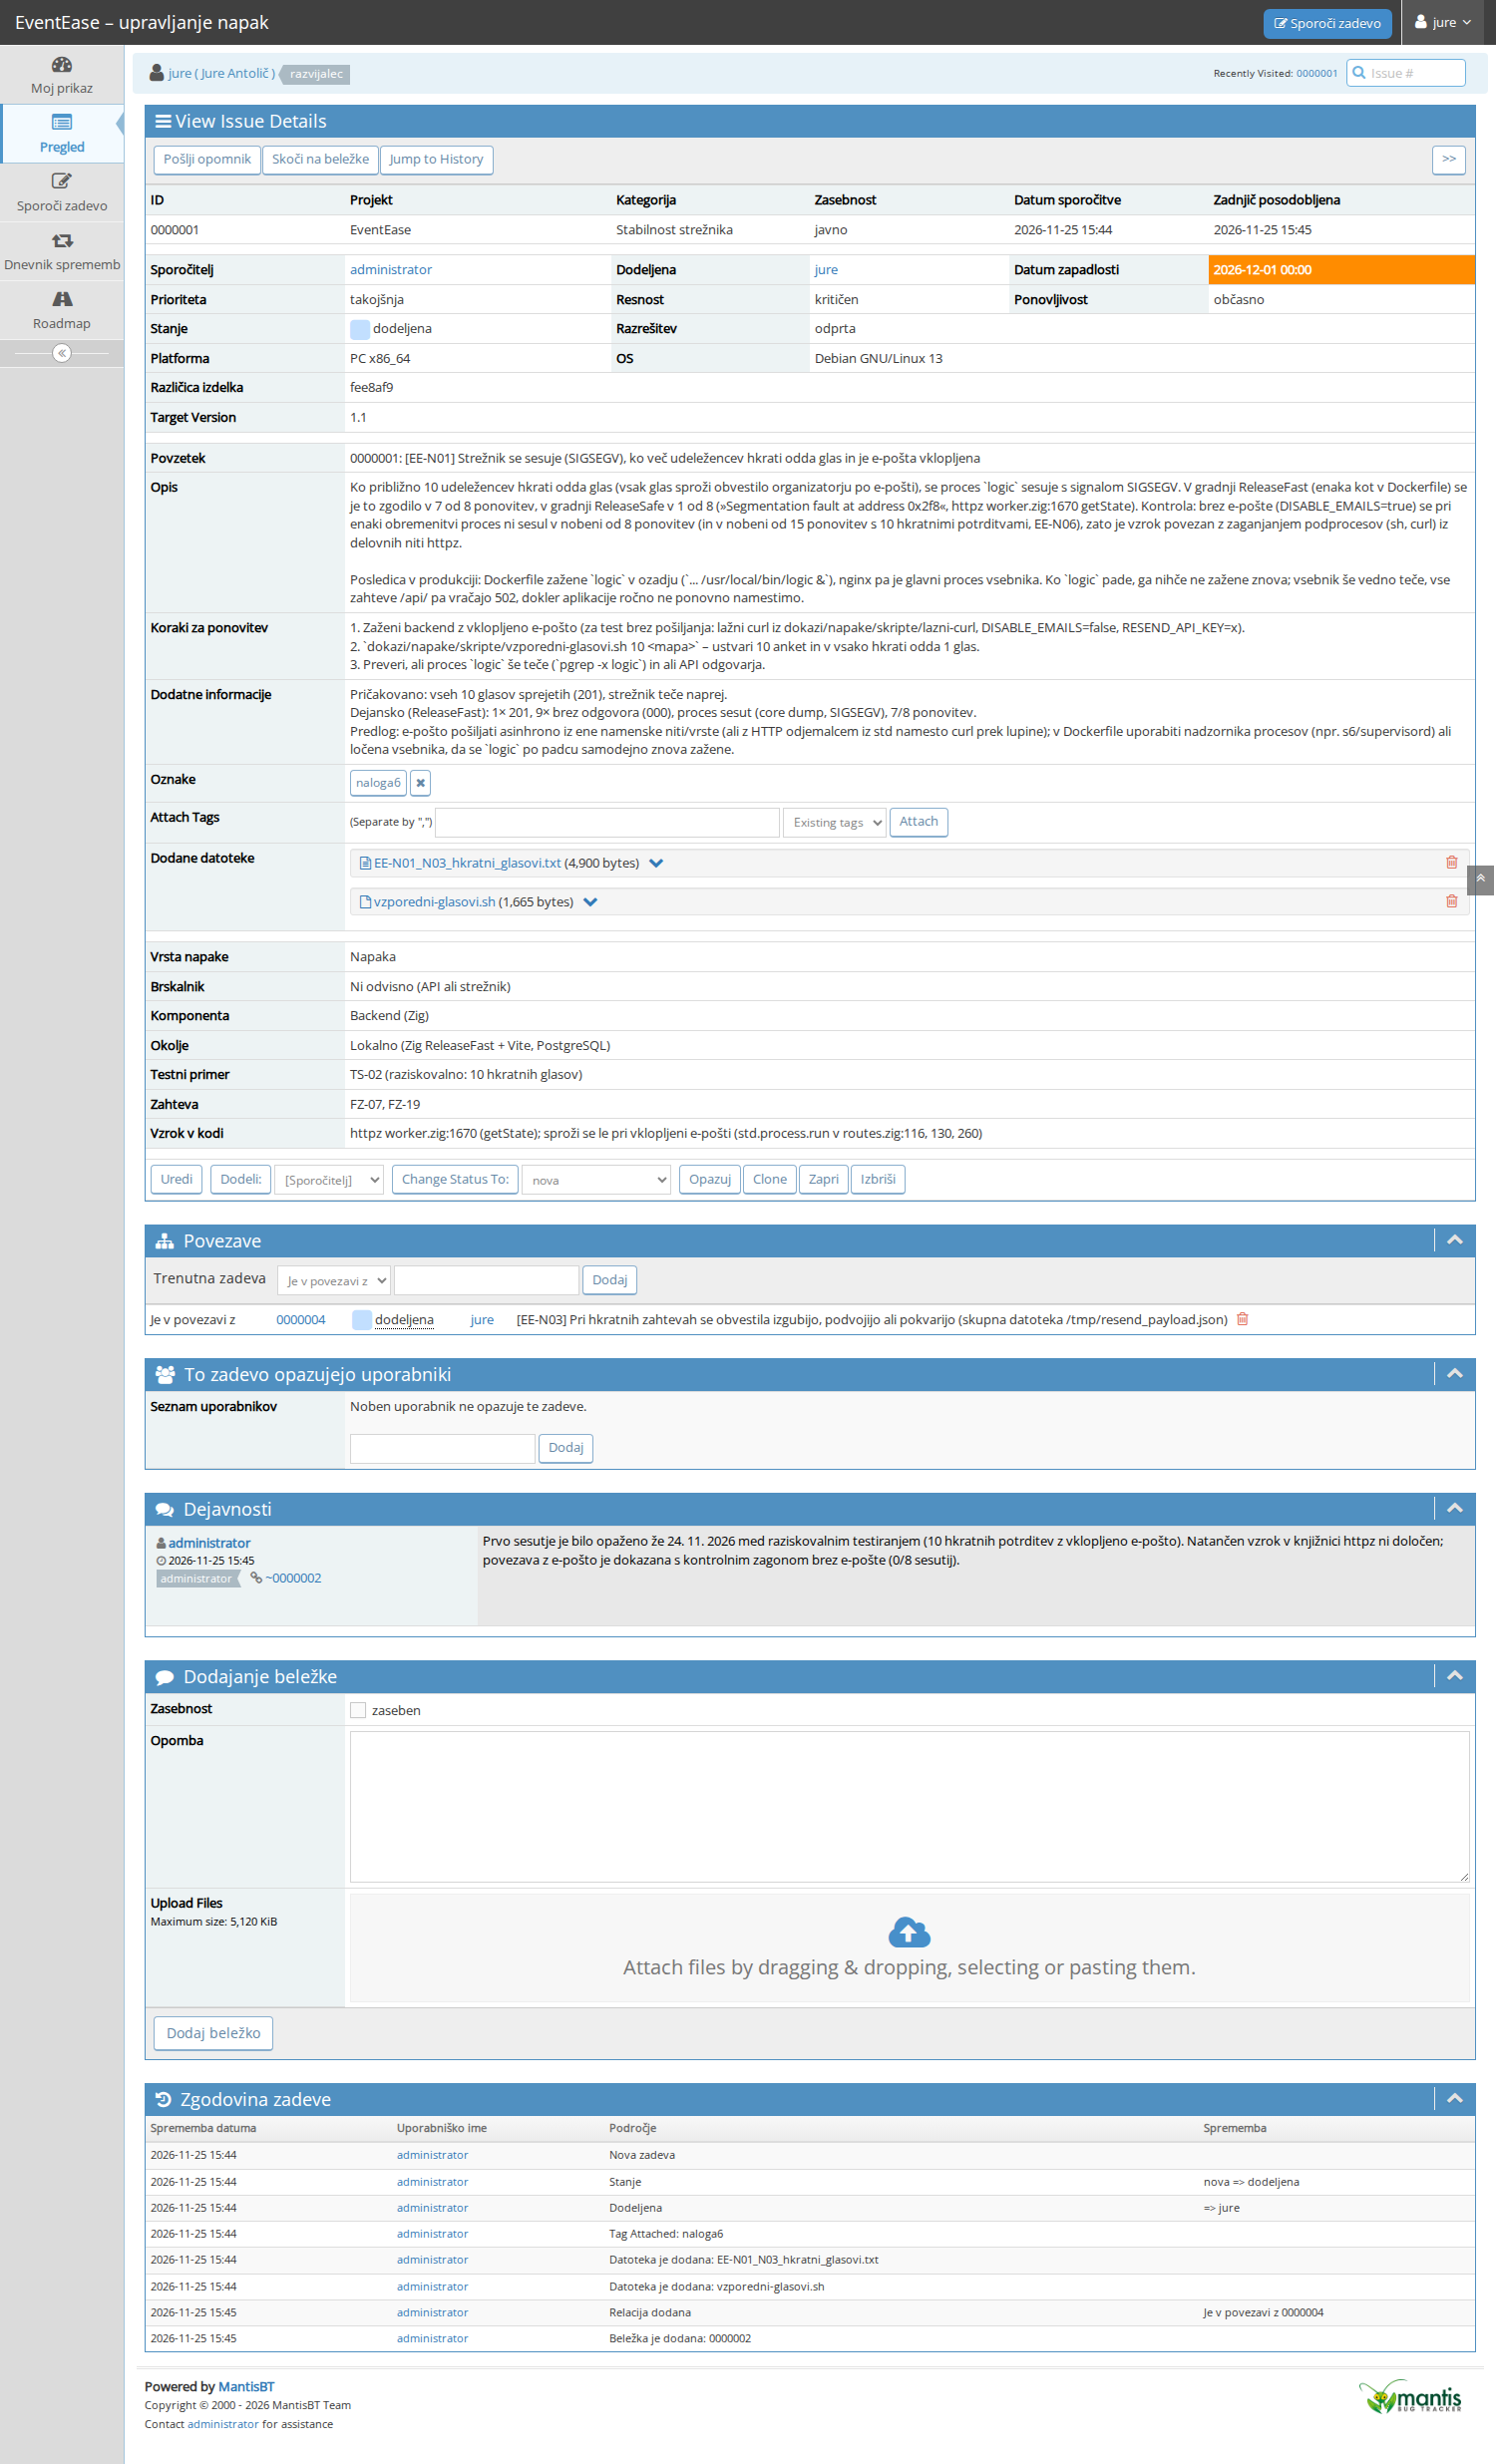 EventEase – upravljanje napak
Sporoči zadevo
jure
Moj prikaz
Pregled
Sporoči zadevo
Dnevnik sprememb
Roadmap
jure ( Jure Antolič ) razvijalec
Recently Visited: 0000001
Issue #
View Issue Details
Pošlji opomnik Skoči na beležke Jump to History >>
ID Projekt Kategorija Zasebnost Datum sporočitve Zadnjič posodobljena
0000001 EventEase Stabilnost strežnika javno 2026-11-25 15:44 2026-11-25 15:45
Sporočitelj administrator Dodeljena jure Datum zapadlosti 2026-12-01 00:00
Prioriteta takojšnja Resnost kritičen Ponovljivost občasno
Stanje dodeljena Razrešitev odprta
Platforma PC x86_64 OS Debian GNU/Linux 13
Različica izdelka fee8af9
Target Version 1.1
Povzetek 0000001: [EE-N01] Strežnik se sesuje (SIGSEGV), ko več udeležencev hkrati odda glas in je e-pošta vklopljena
Opis Ko približno 10 udeležencev hkrati odda glas (vsak glas sproži obvestilo organizatorju po e-pošti), se proces `logic` sesuje s signalom SIGSEGV. V gradnji ReleaseFast (enaka kot v Dockerfile) se
je to zgodilo v 7 od 8 ponovitev, v gradnji ReleaseSafe v 1 od 8 (»Segmentation fault at address 0x2f8«, httpz worker.zig:1670 getState). Kontrola: brez e-pošte (DISABLE_EMAILS=true) se pri
enaki obremenitvi proces ni sesul v nobeni od 8 ponovitev (in v nobeni od 15 ponovitev s 10 hkratnimi potrditvami, EE-N06), zato je vzrok povezan z zaganjanjem podprocesov (sh, curl) iz
delovnih niti httpz.
Posledica v produkciji: Dockerfile zažene `logic` v ozadju (`... /usr/local/bin/logic &`), nginx pa je glavni proces vsebnika. Ko `logic` pade, ga nihče ne zažene znova; vsebnik še vedno teče, vse
zahteve /api/ pa vračajo 502, dokler aplikacije ročno ne ponovno namestimo.
Koraki za ponovitev 1. Zaženi backend z vklopljeno e-pošto (za test brez pošiljanja: lažni curl iz dokazi/napake/skripte/lazni-curl, DISABLE_EMAILS=false, RESEND_API_KEY=x).
2. `dokazi/napake/skripte/vzporedni-glasovi.sh 10 <mapa>` – ustvari 10 anket in v vsako hkrati odda 1 glas.
3. Preveri, ali proces `logic` še teče (`pgrep -x logic`) in ali API odgovarja.
Dodatne informacije Pričakovano: vseh 10 glasov sprejetih (201), strežnik teče naprej.
Dejansko (ReleaseFast): 1× 201, 9× brez odgovora (000), proces sesut (core dump, SIGSEGV), 7/8 ponovitev.
Predlog: e-pošto pošiljati asinhrono iz ene namenske niti/vrste (ali z HTTP odjemalcem iz std namesto curl prek lupine); v Dockerfile uporabiti nadzornika procesov (npr. s6/supervisord) ali
ločena vsebnika, da se `logic` po padcu samodejno znova zažene.
Oznake naloga6
Attach Tags (Separate by ",") Existing tags Attach
Dodane datoteke EE-N01_N03_hkratni_glasovi.txt (4,900 bytes)
vzporedni-glasovi.sh (1,665 bytes)
Vrsta napake Napaka
Brskalnik Ni odvisno (API ali strežnik)
Komponenta Backend (Zig)
Okolje Lokalno (Zig ReleaseFast + Vite, PostgreSQL)
Testni primer TS-02 (raziskovalno: 10 hkratnih glasov)
Zahteva FZ-07, FZ-19
Vzrok v kodi httpz worker.zig:1670 (getState); sproži se le pri vklopljeni e-pošti (std.process.run v routes.zig:116, 130, 260)
Uredi Dodeli: [Sporočitelj] Change Status To: nova Opazuj Clone Zapri Izbriši
Povezave
Trenutna zadeva Je v povezavi z Dodaj
Je v povezavi z 0000004 dodeljena jure [EE-N03] Pri hkratnih zahtevah se obvestila izgubijo, podvojijo ali pokvarijo (skupna datoteka /tmp/resend_payload.json)
To zadevo opazujejo uporabniki
Seznam uporabnikov Noben uporabnik ne opazuje te zadeve.
Dodaj
Dejavnosti
administrator
2026-11-25 15:45
administrator ~0000002
Prvo sesutje je bilo opaženo že 24. 11. 2026 med raziskovalnim testiranjem (10 hkratnih potrditev z vklopljeno e-pošto). Natančen vzrok v knjižnici httpz ni določen;
povezava z e-pošto je dokazana s kontrolnim zagonom brez e-pošte (0/8 sesutij).
Dodajanje beležke
Zasebnost zaseben
Opomba
Upload Files
Maximum size: 5,120 KiB
Attach files by dragging & dropping, selecting or pasting them.
Dodaj beležko
Zgodovina zadeve
Sprememba datuma Uporabniško ime Področje Sprememba
2026-11-25 15:44 administrator Nova zadeva
2026-11-25 15:44 administrator Stanje nova => dodeljena
2026-11-25 15:44 administrator Dodeljena => jure
2026-11-25 15:44 administrator Tag Attached: naloga6
2026-11-25 15:44 administrator Datoteka je dodana: EE-N01_N03_hkratni_glasovi.txt
2026-11-25 15:44 administrator Datoteka je dodana: vzporedni-glasovi.sh
2026-11-25 15:45 administrator Relacija dodana Je v povezavi z 0000004
2026-11-25 15:45 administrator Beležka je dodana: 0000002
Powered by MantisBT
Copyright © 2000 - 2026 MantisBT Team
Contact administrator for assistance
mantis
BUG TRACKER